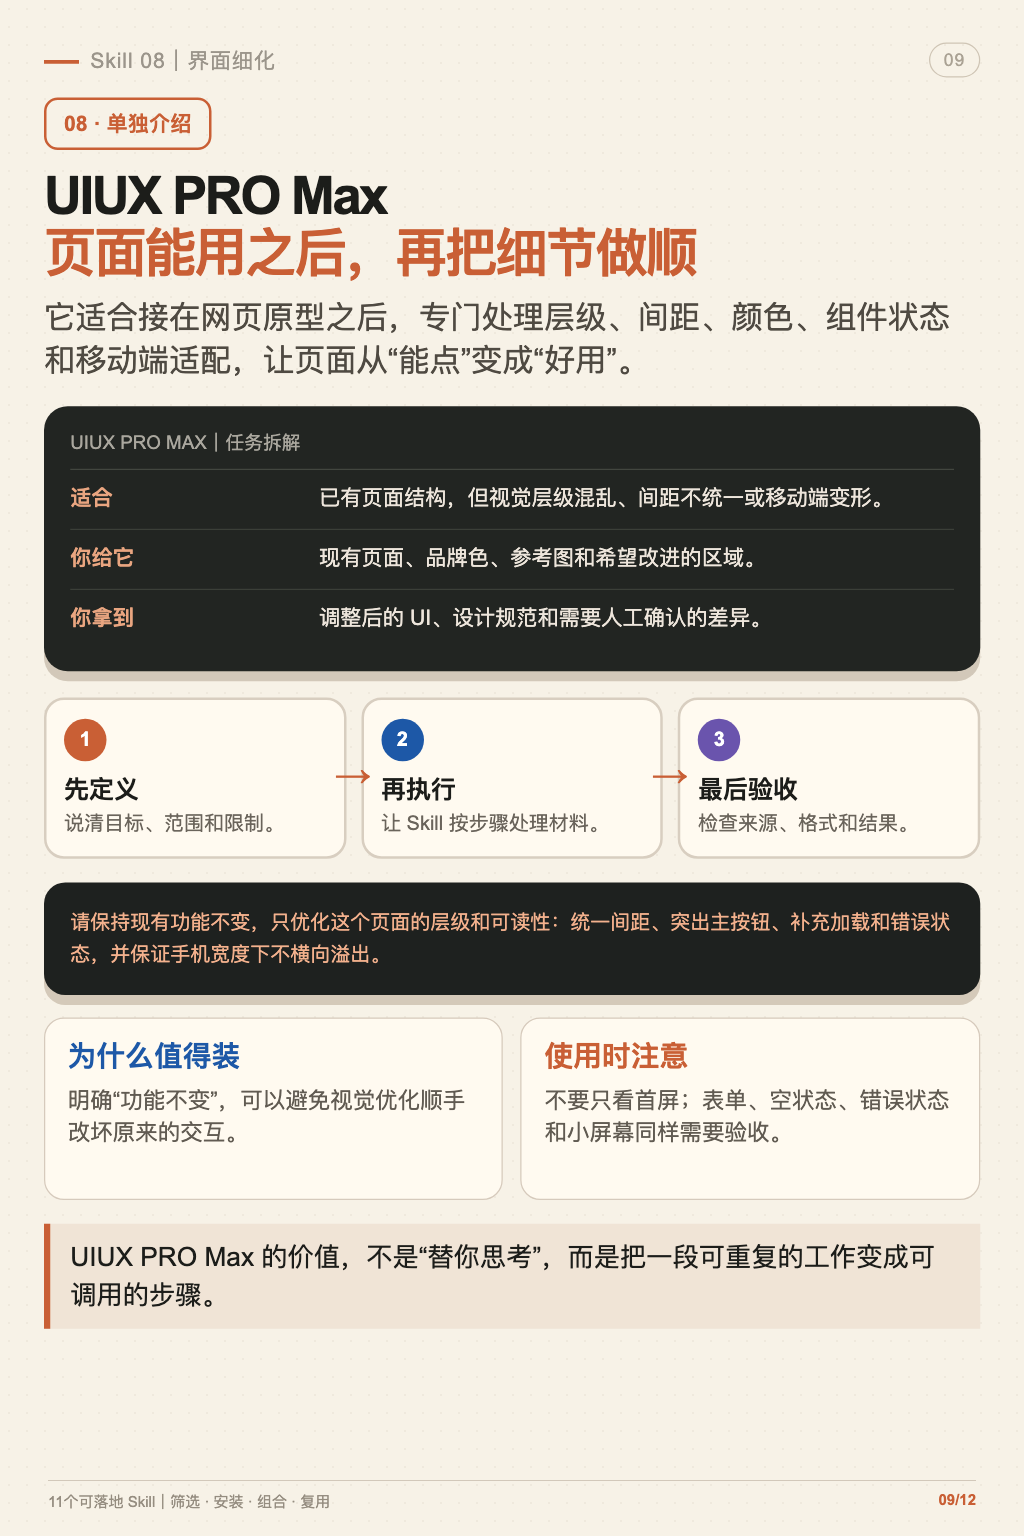 Skill 08｜界面细化
09
08 · 单独介绍
UIUX PRO Max
页面能用之后，再把细节做顺
它适合接在网页原型之后，专门处理层级、间距、颜色、组件状态
和移动端适配，让页面从“能点”变成“好用”。
UIUX PRO MAX｜任务拆解
适合
已有页面结构，但视觉层级混乱、间距不统一或移动端变形。
你给它
现有页面、品牌色、参考图和希望改进的区域。
你拿到
调整后的 UI、设计规范和需要人工确认的差异。
1
先定义
说清目标、范围和限制。
→
2
再执行
让 Skill 按步骤处理材料。
→
3
最后验收
检查来源、格式和结果。
请保持现有功能不变，只优化这个页面的层级和可读性：统一间距、突出主按钮、补充加载和错误状
态，并保证手机宽度下不横向溢出。
为什么值得装
明确“功能不变”，可以避免视觉优化顺手
改坏原来的交互。
使用时注意
不要只看首屏；表单、空状态、错误状态
和小屏幕同样需要验收。
UIUX PRO Max 的价值，不是“替你思考”，而是把一段可重复的工作变成可
调用的步骤。
11个可落地 Skill｜筛选 · 安装 · 组合 · 复用
09/12